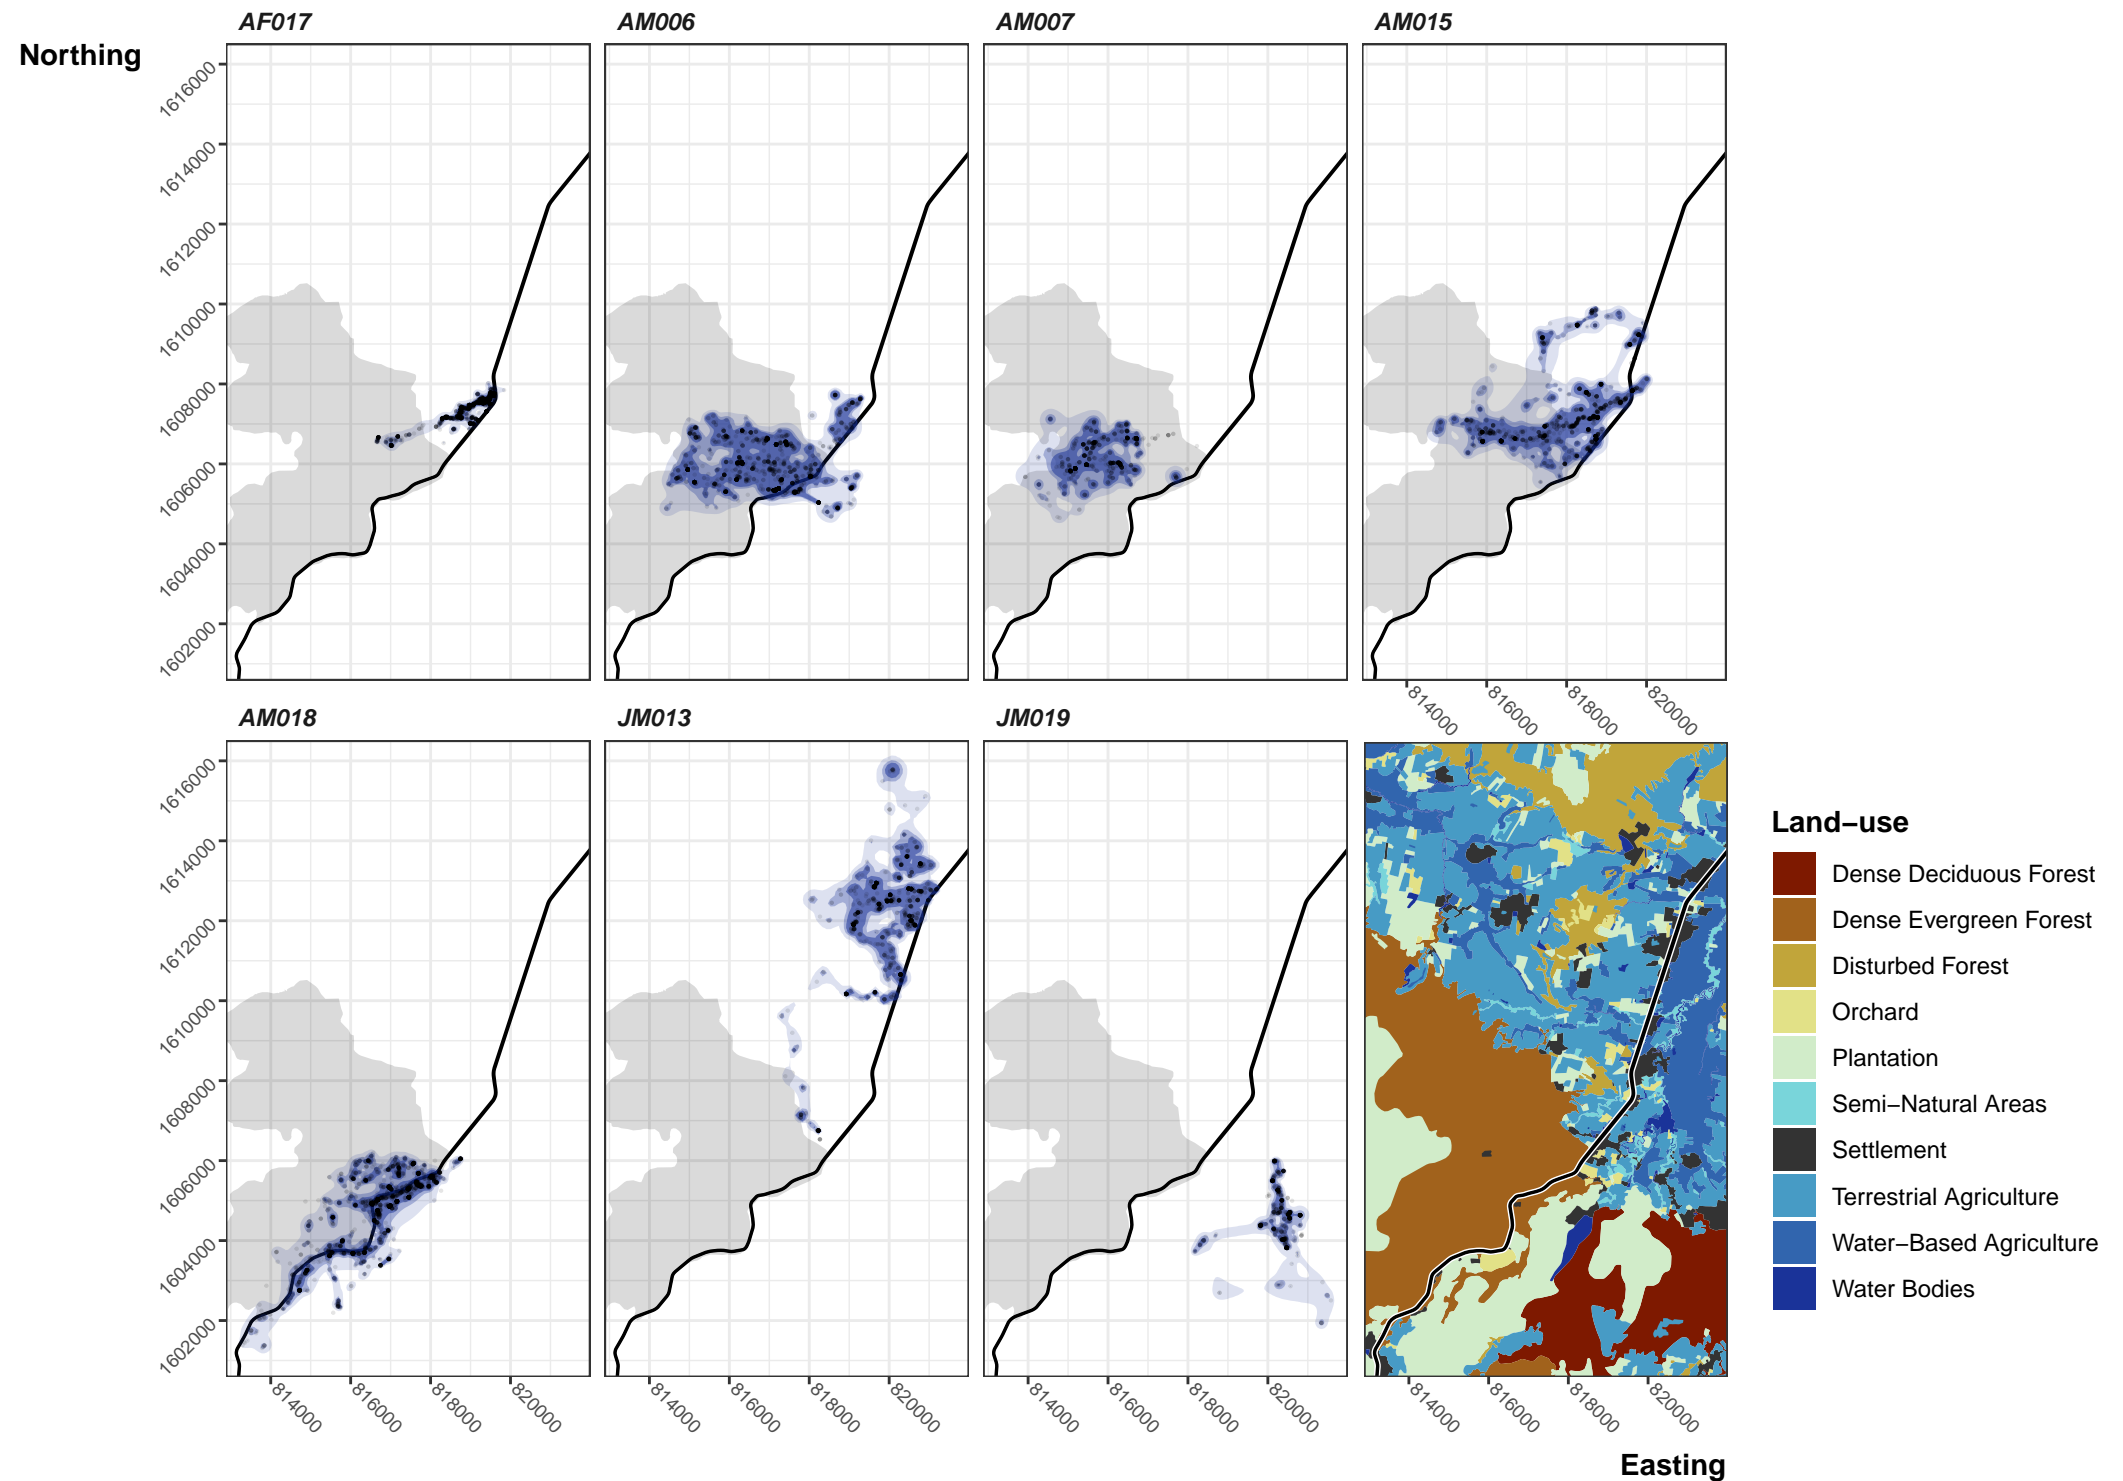 AF017 AM006 AM007 AM015
Northing
1616000
1614000
1612000
1610000
1608000
1606000
1604000
1602000
814000 816000 818000 820000
AM018 JM013 JM019
1616000
1614000
1612000
1610000
1608000
1606000
1604000
1602000
Land−use
Dense Deciduous Forest
Dense Evergreen Forest
Disturbed Forest
Orchard
Plantation
Semi−Natural Areas
Settlement
Terrestrial Agriculture
Water−Based Agriculture
Water Bodies
814000 816000 818000 820000 814000 816000 818000 820000 814000 816000 818000 820000 814000 816000 818000 820000
Easting